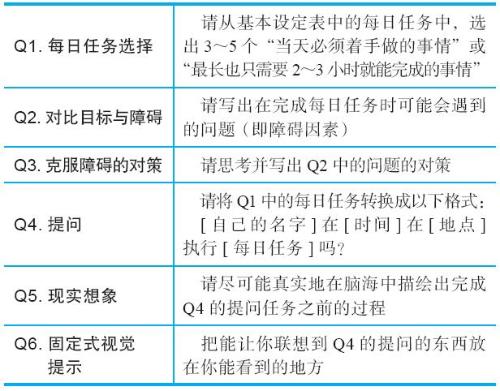 Q1. 每日任务选择
请从基本设定表中的每日任务中，选
出 3～5 个“当天必须着手做的事情”或
“最长也只需要 2～3 小时就能完成的事情”
Q2. 对比目标与障碍
请写出在完成每日任务时可能会遇到
的问题（即障碍因素）
Q3. 克服障碍的对策
请思考并写出 Q2 中的问题的对策
Q4. 提问
请将 Q1 中的每日任务转换成以下格式：
[ 自己的名字 ] 在 [ 时间 ] 在 [ 地点 ]
执行 [ 每日任务 ] 吗？
Q5. 现实想象
请尽可能真实地在脑海中描绘出完成
Q4 的提问任务之前的过程
Q6. 固定式视觉
提示
把能让你联想到 Q4 的提问的东西放
在你能看到的地方